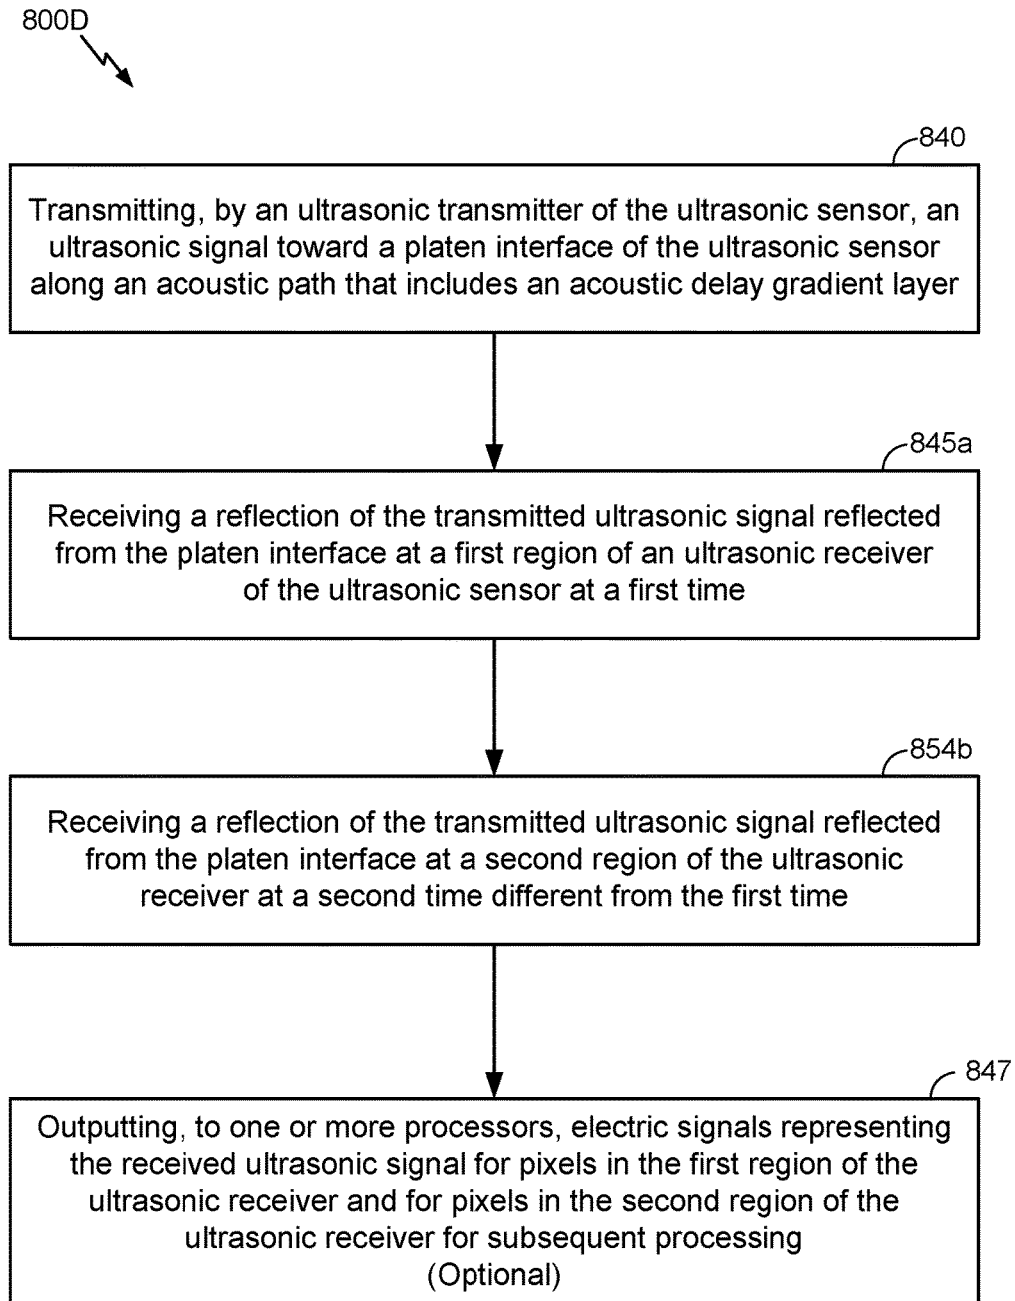 800D
840
Transmitting, by an ultrasonic transmitter of the ultrasonic sensor, an
ultrasonic signal toward a platen interface of the ultrasonic sensor
along an acoustic path that includes an acoustic delay gradient layer
845a
Receiving a reflection of the transmitted ultrasonic signal reflected
from the platen interface at a first region of an ultrasonic receiver
of the ultrasonic sensor at a first time
854b
Receiving a reflection of the transmitted ultrasonic signal reflected
from the platen interface at a second region of the ultrasonic
receiver at a second time different from the first time
847
Outputting, to one or more processors, electric signals representing
the received ultrasonic signal for pixels in the first region of the
ultrasonic receiver and for pixels in the second region of the
ultrasonic receiver for subsequent processing
(Optional)